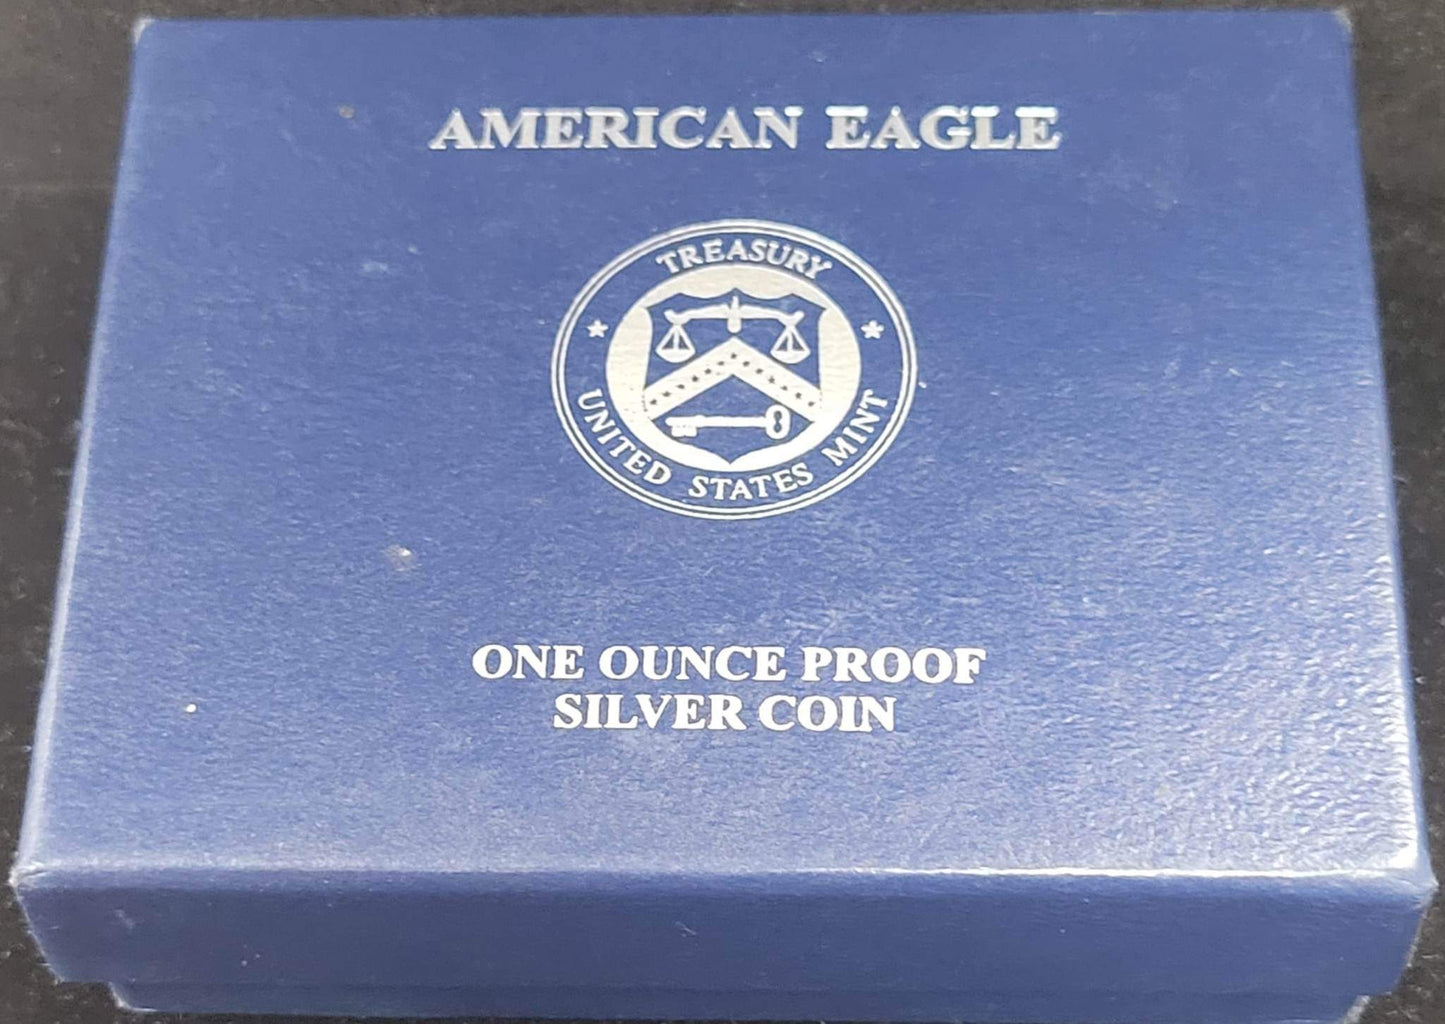 AMERICAN EAGLE
TREASURY
UNITED STATES MINT
ONE OUNCE PROOF
SILVER COIN